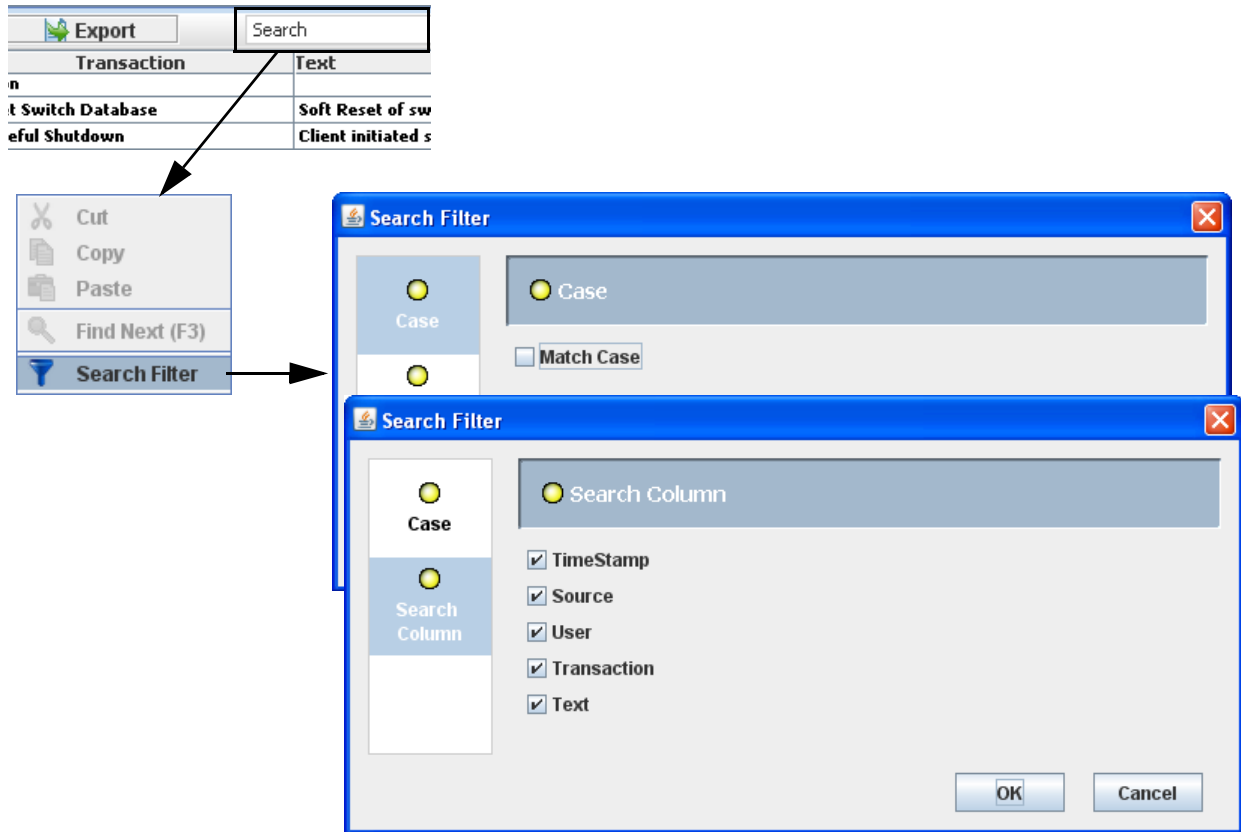 Export Search
Transaction Text
on
t Switch Database Soft Reset of sw
eful Shutdown Client initiated s
Cut
Copy
Paste
Find Next (F3)
Search Filter
Search Filter
Case
Case
Match Case
Search Filter
Case
Search Column
Search Column
TimeStamp
Source
User
Transaction
Text
OK Cancel